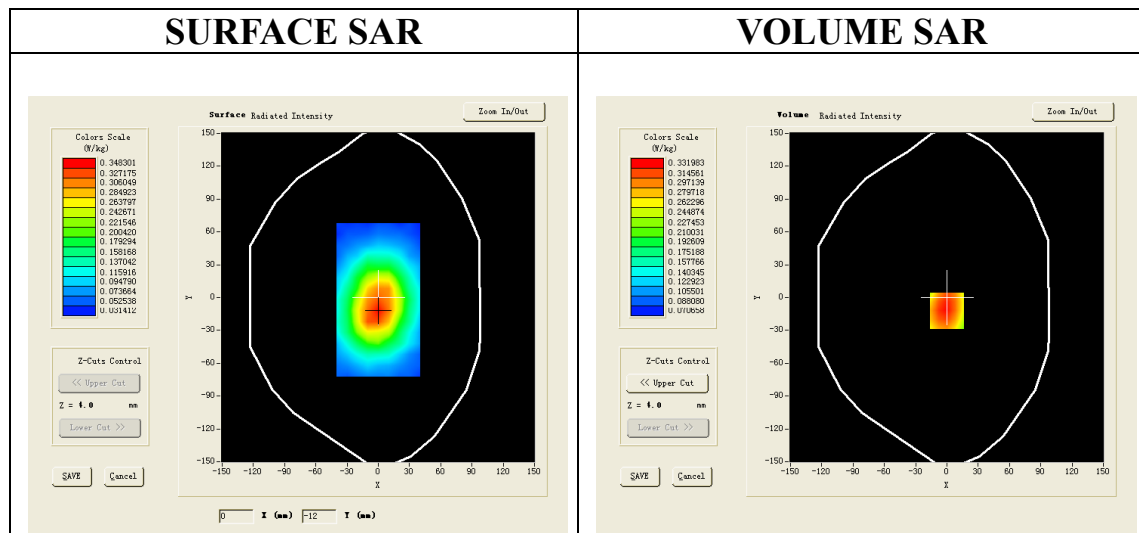 SURFACE SAR
VOLUME SAR
Surface Radiated Intensity
Zoom In/Out
Colors Scale
(W/kg)
0.348301
0.327175
0.306049
0.284923
0.263797
0.242671
0.221546
0.200420
0.179294
0.158168
0.137042
0.115916
0.094790
0.073664
0.052538
0.031412
150
120
90
60
30
0
-30
-60
-90
-120
-150
Y
-150 -120 -90 -60 -30 0 30 60 90 120 150
X
Z-Cuts Control
<< Upper Cut
Z = 4.0 mm
Lower Cut >>
SAVE Cancel
0 X (mm) -12 Y (mm)
Volume Radiated Intensity
Zoom In/Out
Colors Scale
(W/kg)
0.331983
0.314561
0.297139
0.279718
0.262296
0.244874
0.227453
0.210031
0.192609
0.175188
0.157766
0.140345
0.122923
0.105501
0.088080
0.070658
150
120
90
60
30
0
-30
-60
-90
-120
-150
Y
-150 -120 -90 -60 -30 0 30 60 90 120 150
X
Z-Cuts Control
<< Upper Cut
Z = 4.0 mm
Lower Cut >>
SAVE Cancel